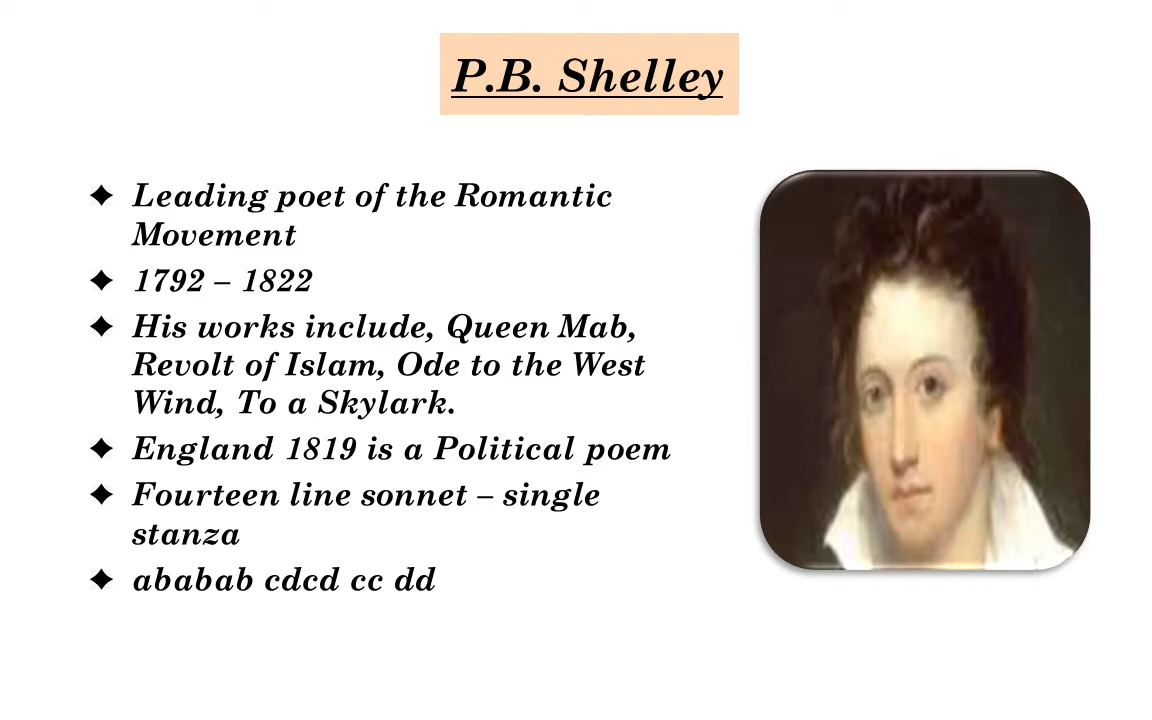 P.B. Shelley
✦ Leading poet of the Romantic
Movement
✦ 1792 – 1822
✦ His works include, Queen Mab,
Revolt of Islam, Ode to the West
Wind, To a Skylark.
✦ England 1819 is a Political poem
✦ Fourteen line sonnet – single
stanza
✦ ababab cdcd cc dd